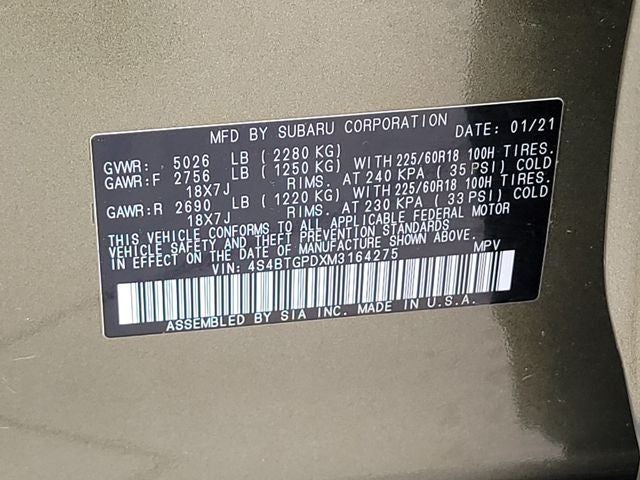 MFD BY SUBARU CORPORATION DATE: 01/21
GVWR: 5026 LB (2280 KG)
GAWR:F 2756 LB (1250 KG) WITH 225/60R18 100H TIRES.
18X7J RIMS. AT 240 KPA (35 PSI) COLD
GAWR:R 2690 LB (1220 KG) WITH 225/60R18 100H TIRES.
18X7J RIMS. AT 230 KPA (33 PSI) COLD
THIS VEHICLE CONFORMS TO ALL APPLICABLE FEDERAL MOTOR
VEHICLE SAFETY AND THEFT PREVENTION STANDARDS
IN EFFECT ON THE DATE OF MANUFACTURE SHOWN ABOVE.
VIN: 4S4BTGPDXM3164275 MPV
ASSEMBLED BY SIA INC. MADE IN U.S.A.